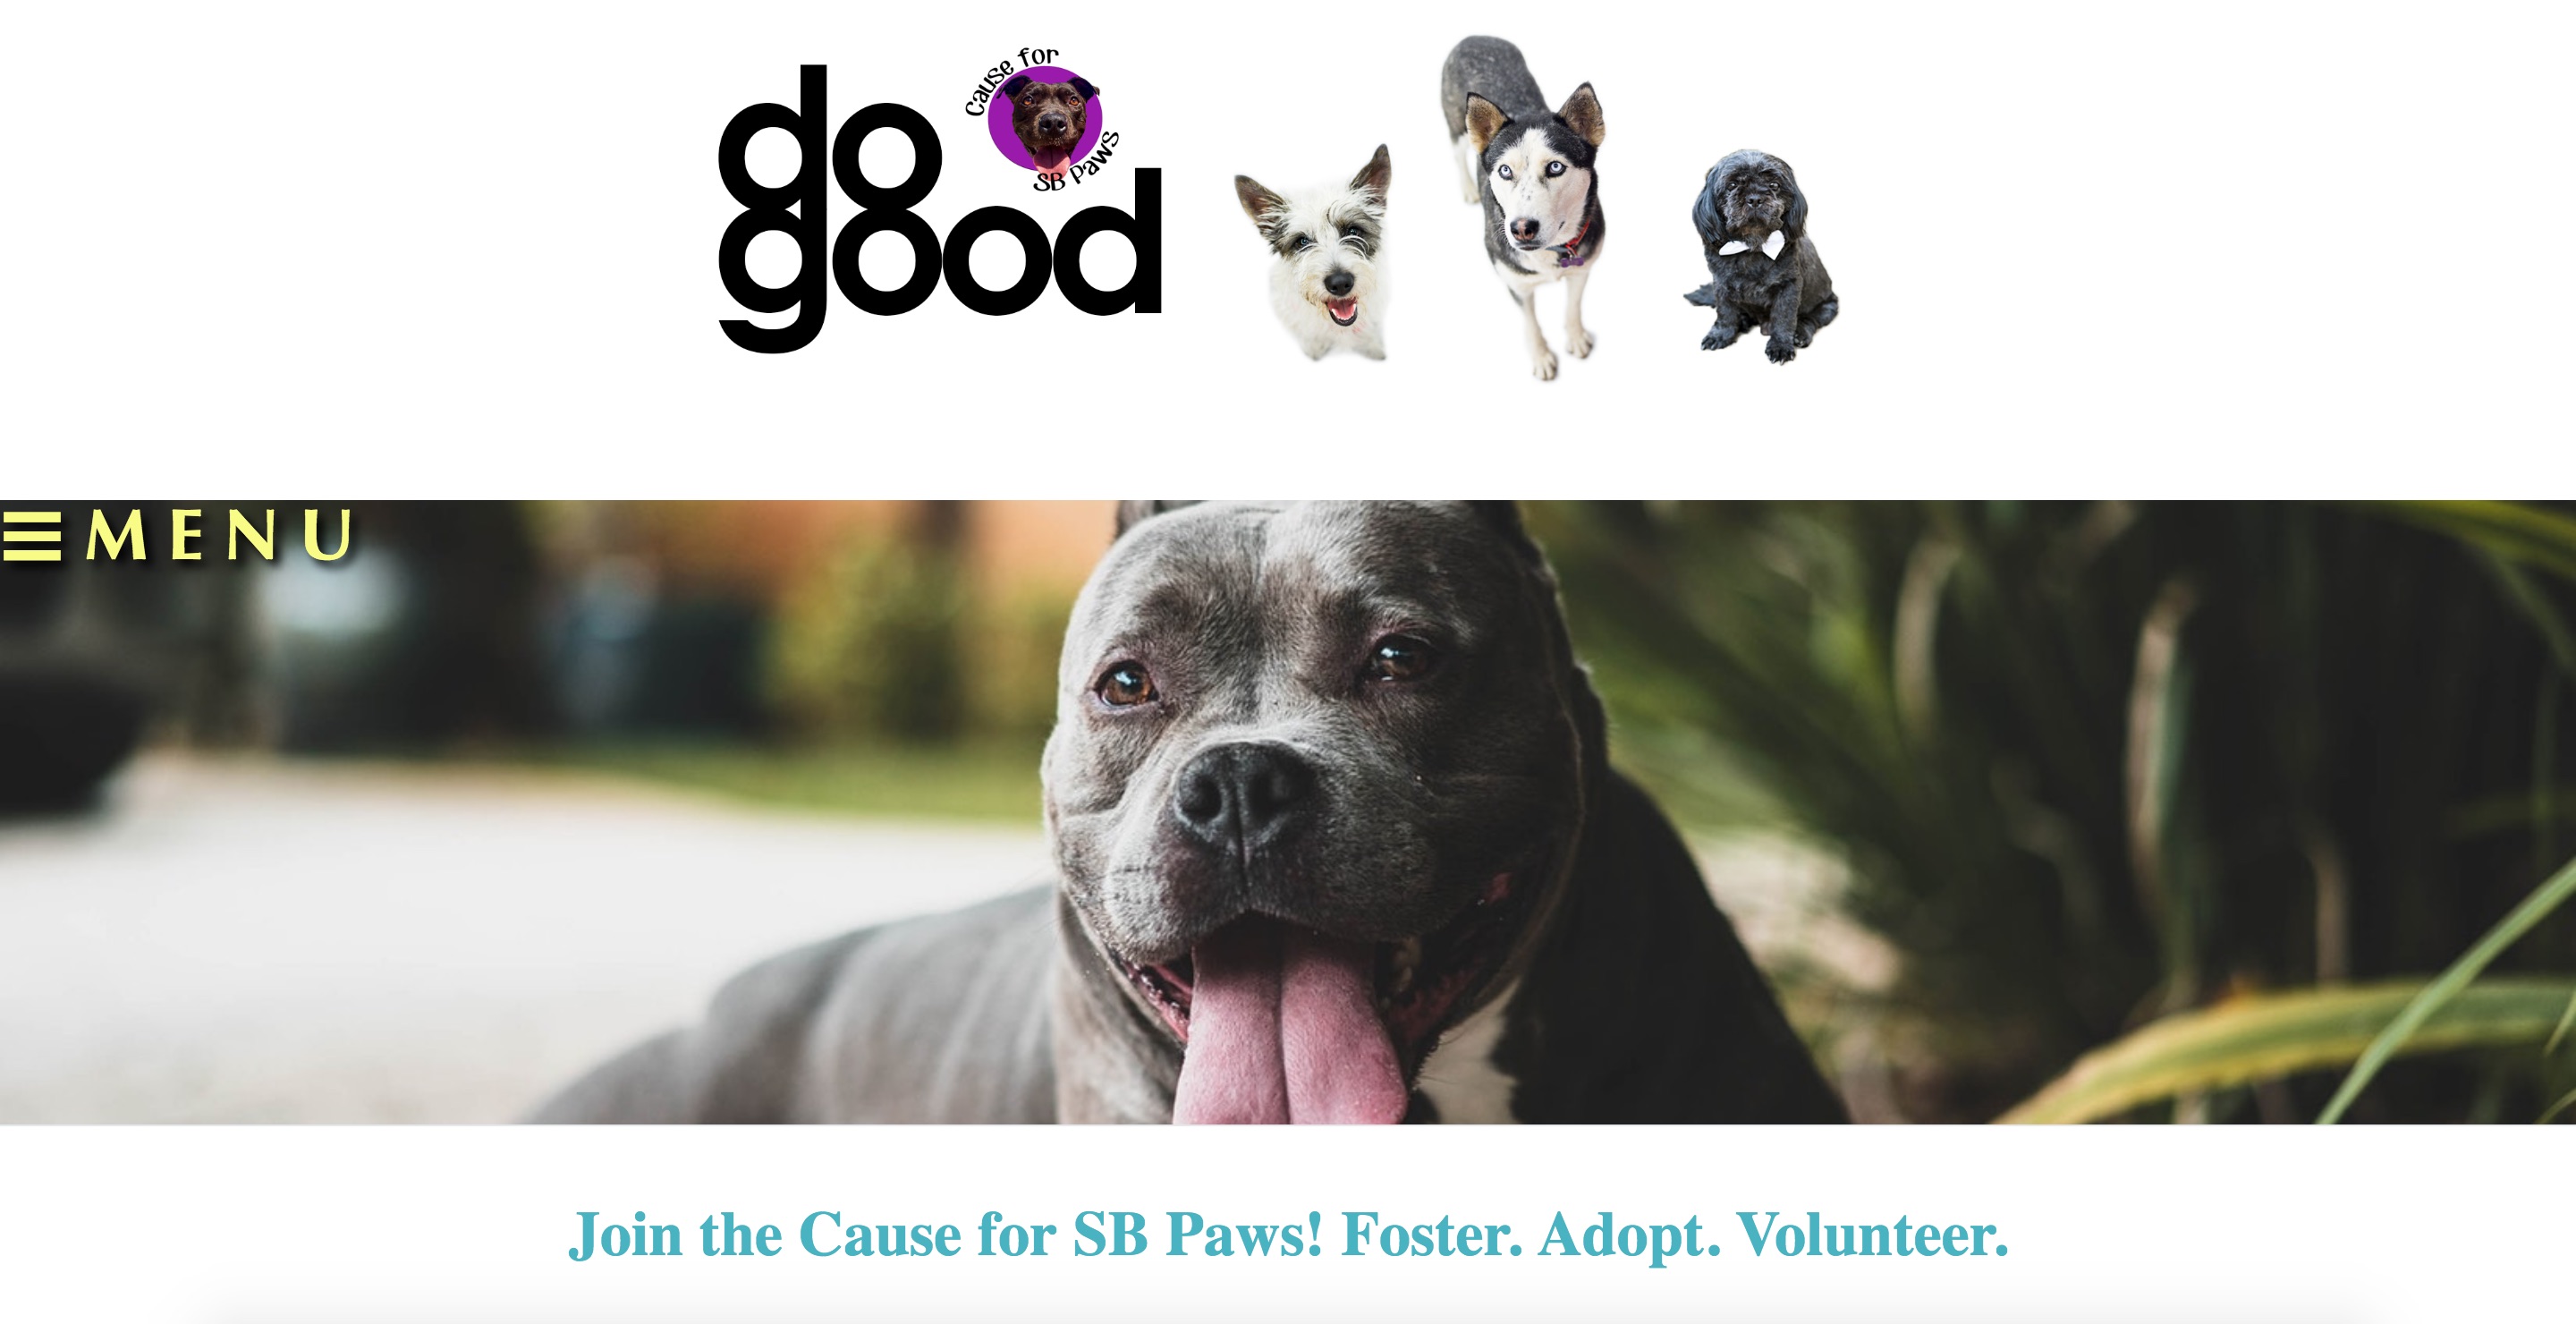 do
Cause for
SB Paws
good
MENU
Join the Cause for SB Paws! Foster. Adopt. Volunteer.